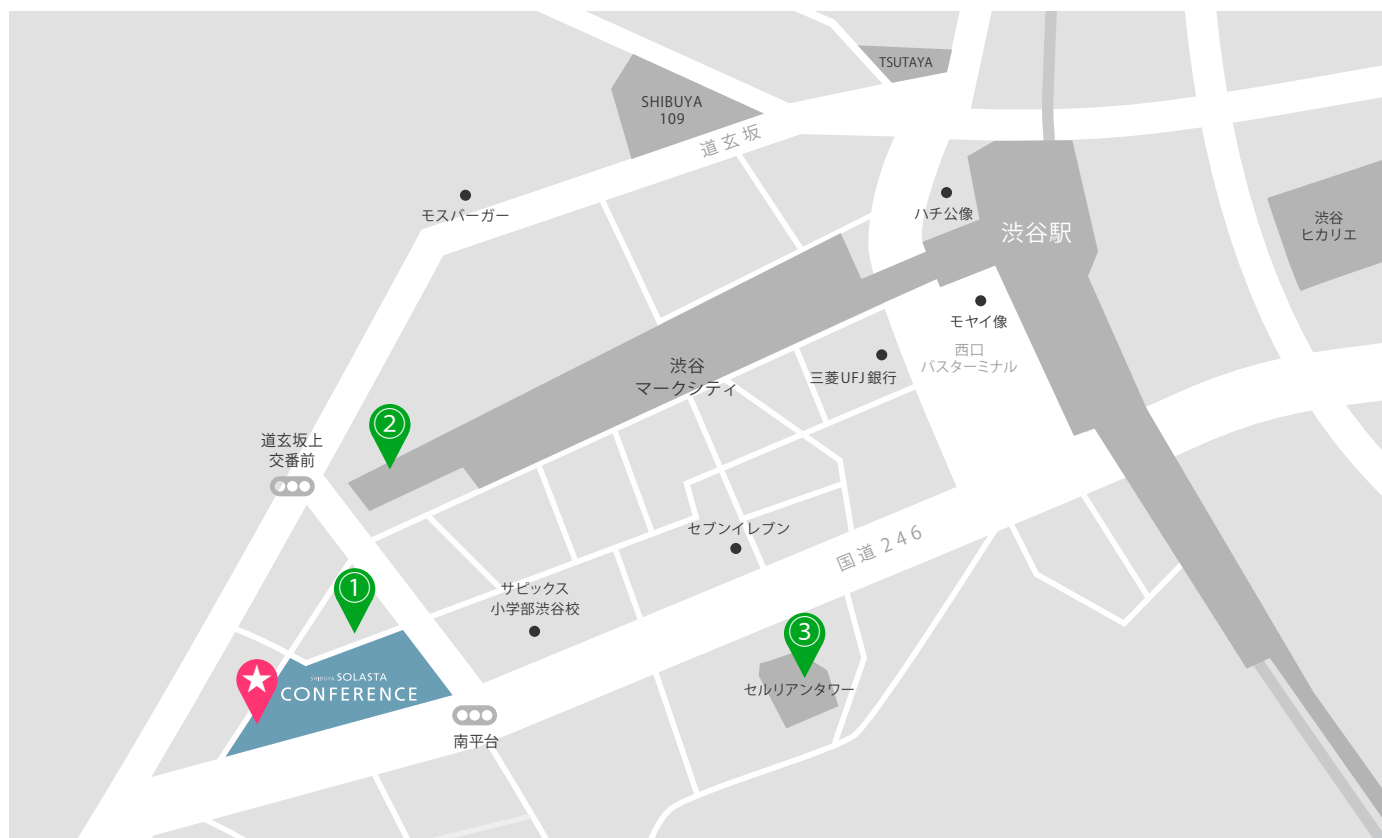 TSUTAYA
SHIBUYA
109
道玄坂
モスバーガー
ハチ公像
渋谷駅
渋谷
ヒカリエ
モヤイ像
西口
バスターミナル
三菱UFJ銀行
渋谷
マークシティ
2
道玄坂上
交番前
セブンイレブン
国道246
1
サピックス
小学部渋谷校
3
セルリアンタワー
SHIBUYA SOLASTA
CONFERENCE
南平台